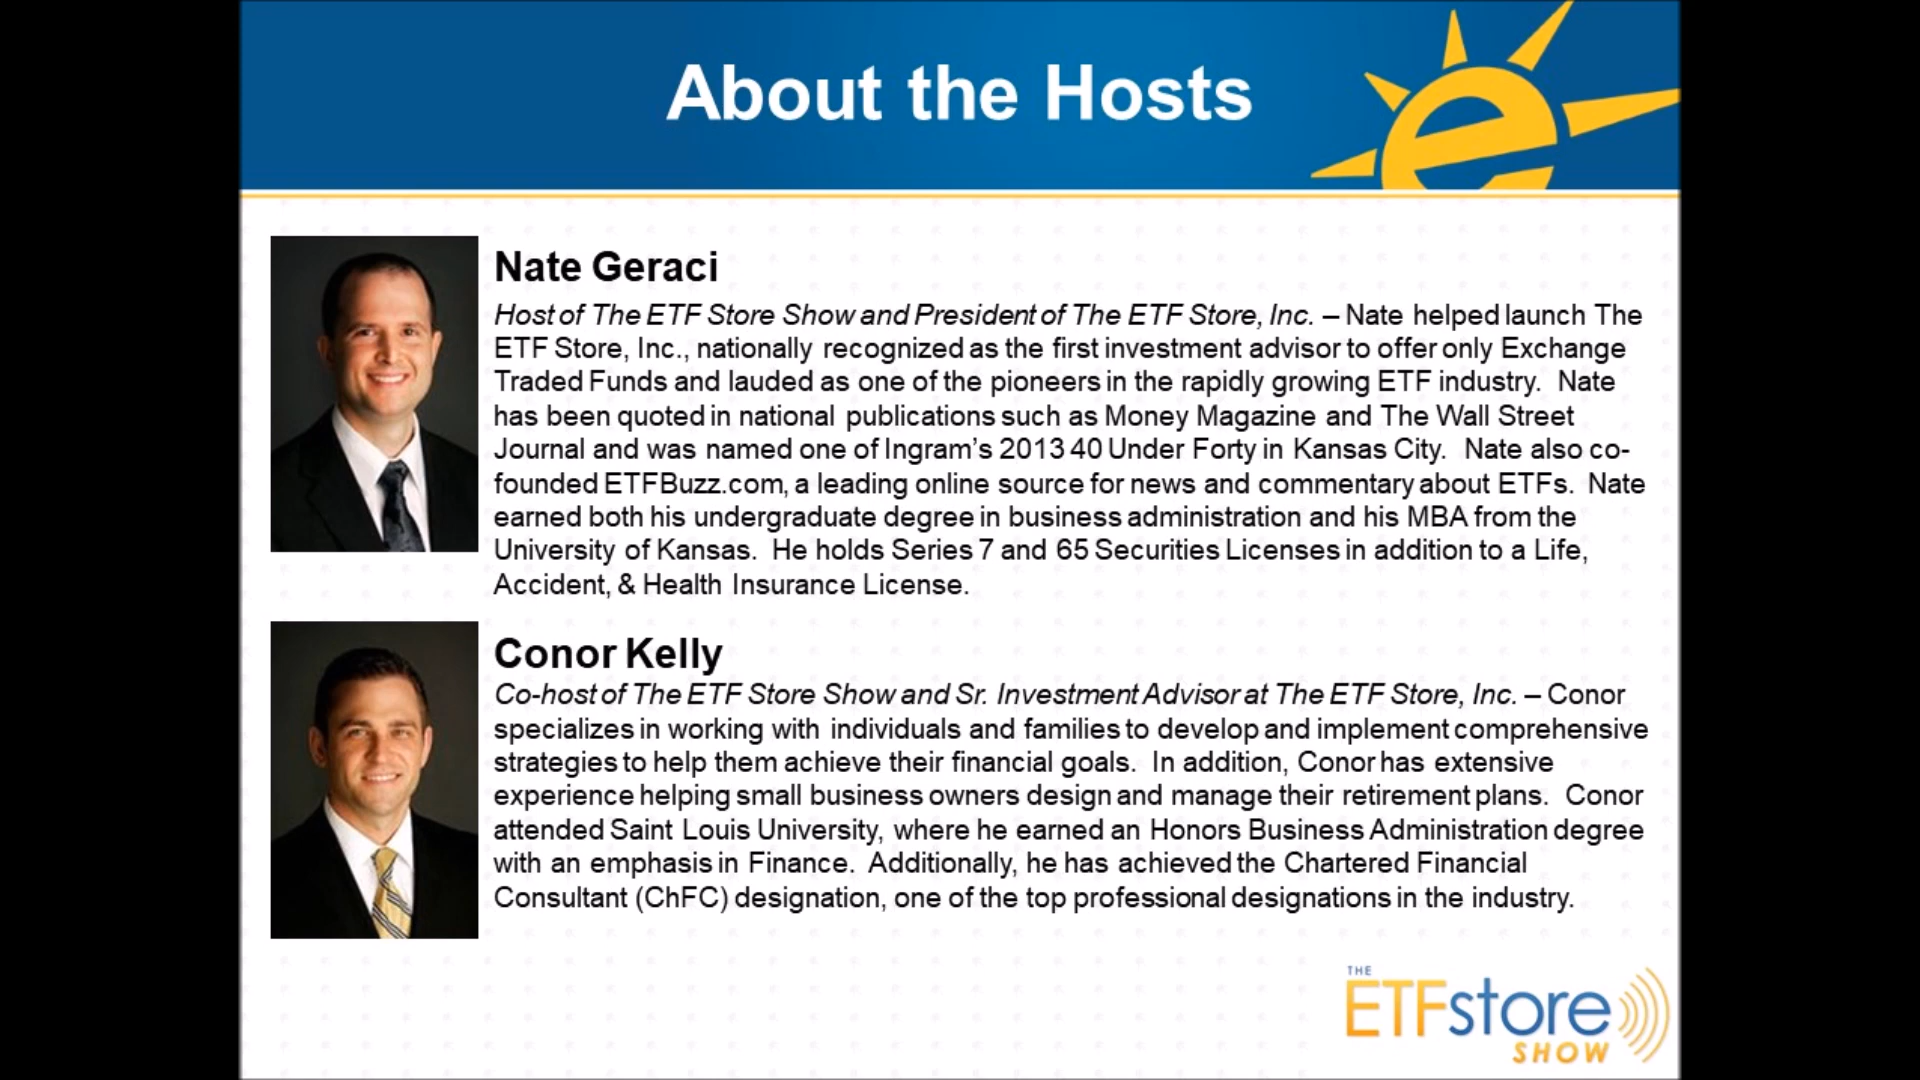 About the Hosts
Nate Geraci
Host of The ETF Store Show and President of The ETF Store, Inc. – Nate helped launch The
ETF Store, Inc., nationally recognized as the first investment advisor to offer only Exchange
Traded Funds and lauded as one of the pioneers in the rapidly growing ETF industry. Nate
has been quoted in national publications such as Money Magazine and The Wall Street
Journal and was named one of Ingram’s 2013 40 Under Forty in Kansas City. Nate also co-
founded ETFBuzz.com, a leading online source for news and commentary about ETFs. Nate
earned both his undergraduate degree in business administration and his MBA from the
University of Kansas. He holds Series 7 and 65 Securities Licenses in addition to a Life,
Accident, & Health Insurance License.
Conor Kelly
Co-host of The ETF Store Show and Sr. Investment Advisor at The ETF Store, Inc. – Conor
specializes in working with individuals and families to develop and implement comprehensive
strategies to help them achieve their financial goals. In addition, Conor has extensive
experience helping small business owners design and manage their retirement plans. Conor
attended Saint Louis University, where he earned an Honors Business Administration degree
with an emphasis in Finance. Additionally, he has achieved the Chartered Financial
Consultant (ChFC) designation, one of the top professional designations in the industry.
THE
ETFstore
SHOW